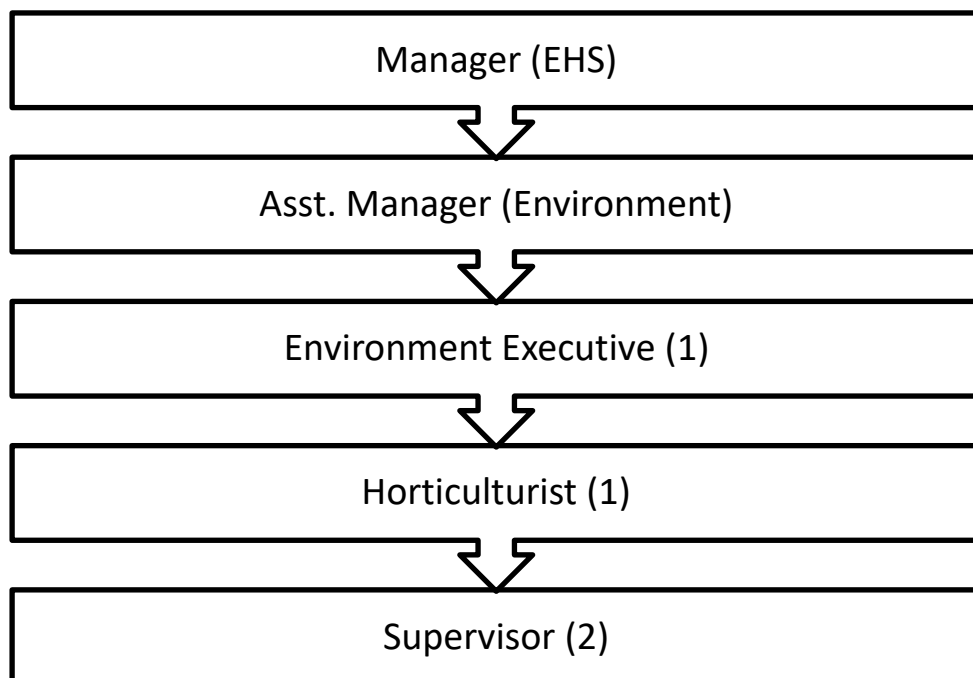 Manager (EHS)
Asst. Manager (Environment)
Environment Executive (1)
Horticulturist (1)
Supervisor (2)